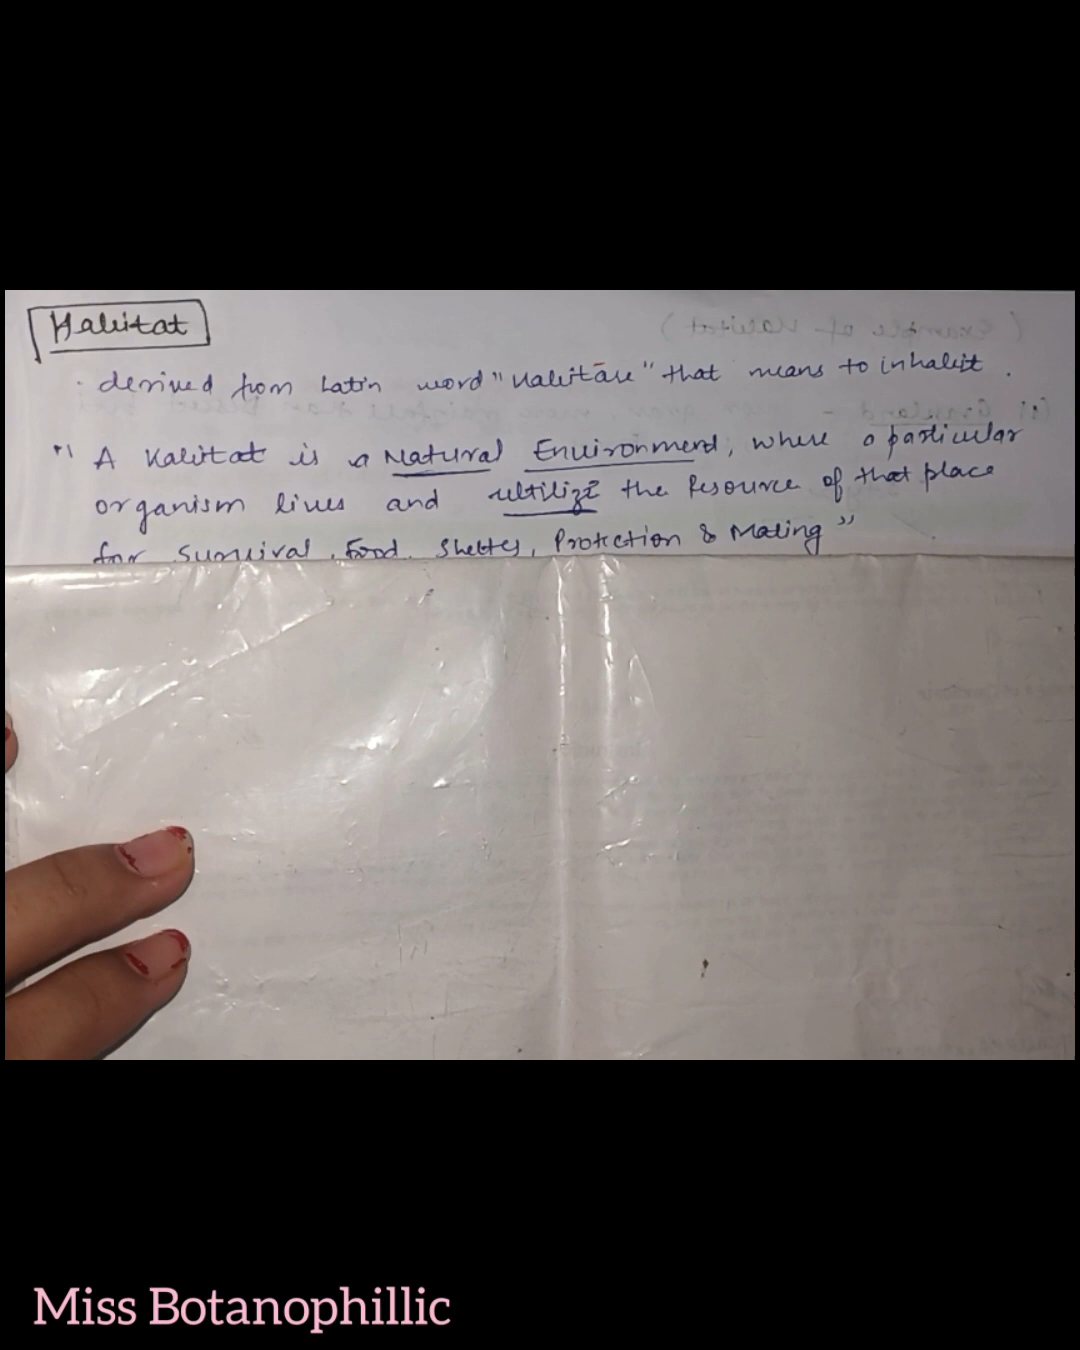 Habitat
· derived from Latin word "Habitāre" that means to inhabit .
"A Habitat is a Natural Environment, where a particular
organism lives and utilize the Resource of that place
for Survival, Food, Shelter, Protection & Mating"
Miss Botanophillic